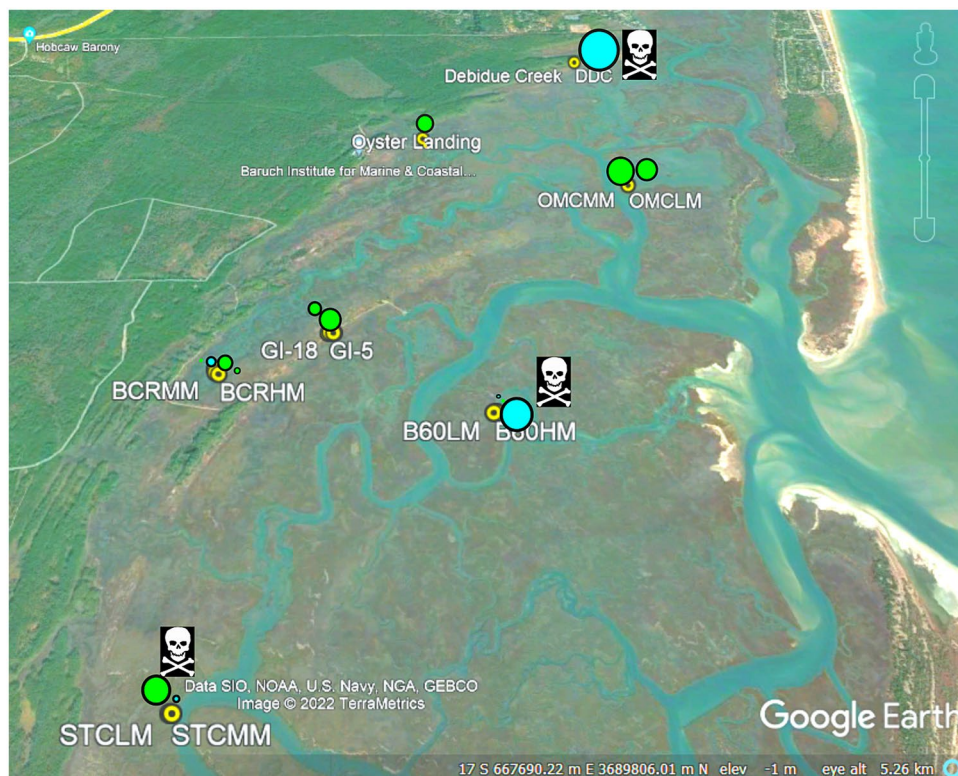 Hobcaw Barony
Debidue Creek DDC
Oyster Landing
Baruch Institute for Marine & Coastal...
OMCMM OMCLM
GI-18 GI-5
BCRMM BCRHM
B60LM B60HM
Data SIO, NOAA, U.S. Navy, NGA, GEBCO
Image © 2022 TerraMetrics
STCLM STCMM
Google Earth
17 S 667690.22 m E 3689806.01 m N elev -1 m eye alt 5.26 km